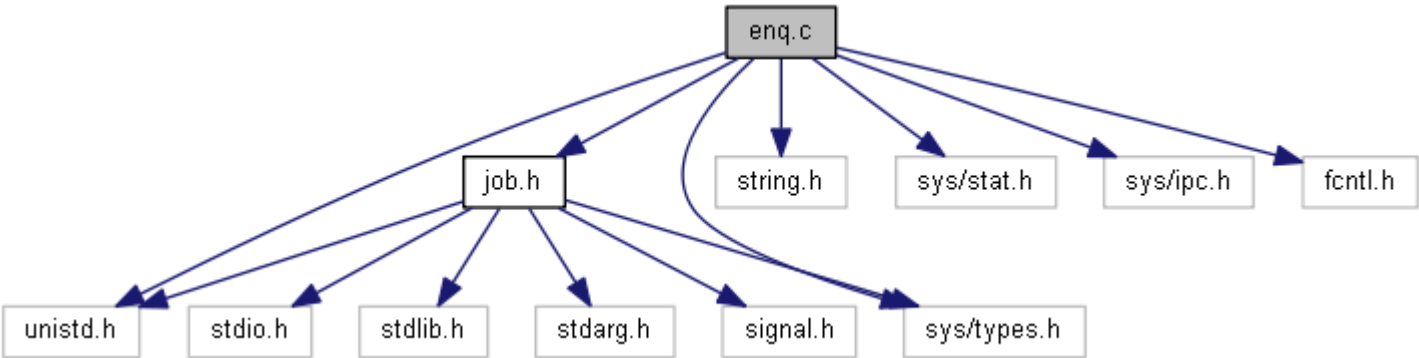 enq.c
job.h
string.h
sys/stat.h
sys/ipc.h
fcntl.h
unistd.h
stdio.h
stdlib.h
stdarg.h
signal.h
sys/types.h